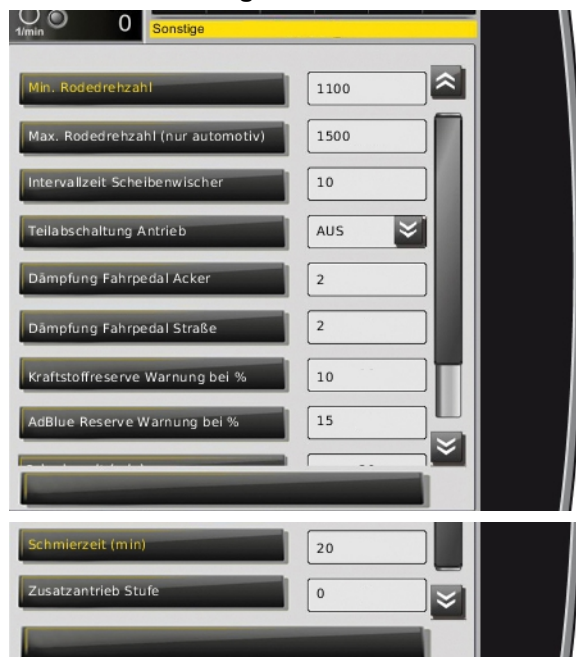 1/min 0 Sonstige
Min. Rodedrehzahl 1100
Max. Rodedrehzahl (nur automotiv) 1500
Intervallzeit Scheibenwischer 10
Teilabschaltung Antrieb AUS
Dämpfung Fahrpedal Acker 2
Dämpfung Fahrpedal Straße 2
Kraftstoffreserve Warnung bei % 10
AdBlue Reserve Warnung bei % 15
Schmierzeit (min) 20
Zusatzantrieb Stufe 0